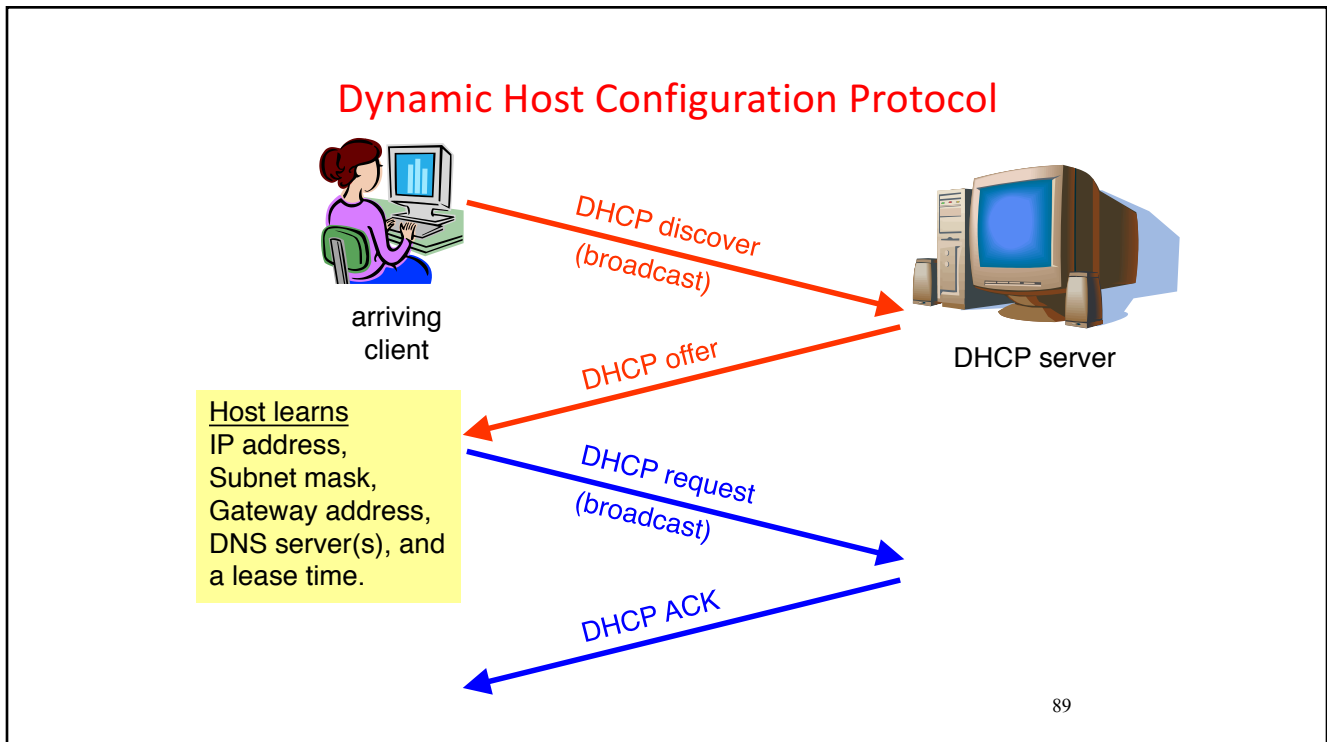 Dynamic Host Configuration Protocol
DHCP discover
(broadcast)
arriving
client
DHCP server
DHCP offer
Host learns
IP address,
Subnet mask,
Gateway address,
DNS server(s), and
a lease time.
DHCP request
(broadcast)
DHCP ACK
89